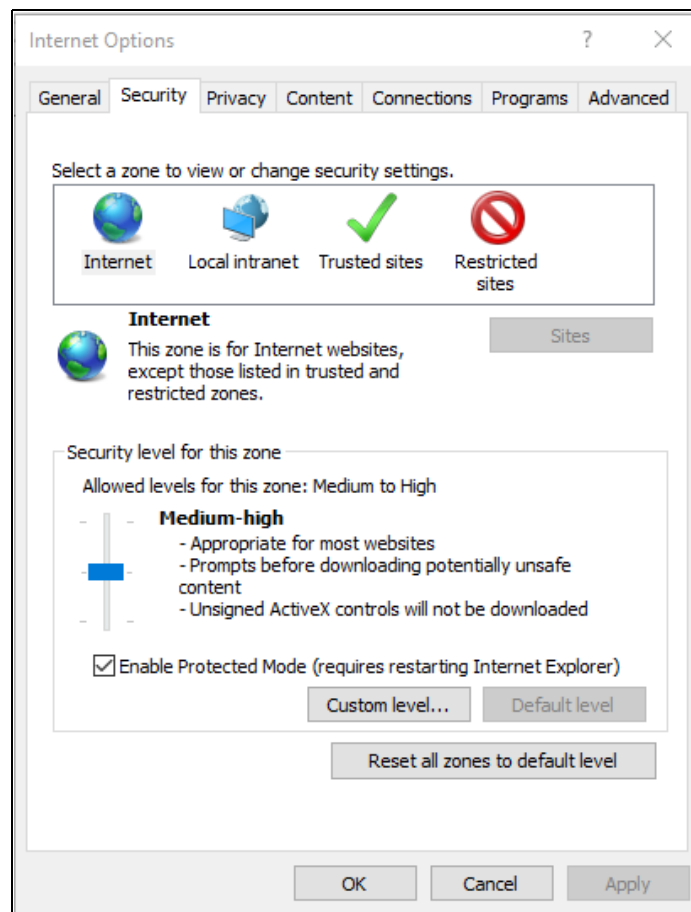 Internet Options ?
General Security Privacy Content Connections Programs Advanced
Select a zone to view or change security settings.
Internet Local intranet Trusted sites Restricted
sites
Internet
Sites
This zone is for Internet websites,
except those listed in trusted and
restricted zones.
Security level for this zone
Allowed levels for this zone: Medium to High
Medium-high
- Appropriate for most websites
- Prompts before downloading potentially unsafe
content
- Unsigned ActiveX controls will not be downloaded
Enable Protected Mode (requires restarting Internet Explorer)
Custom level... Default level
Reset all zones to default level
OK Cancel Apply